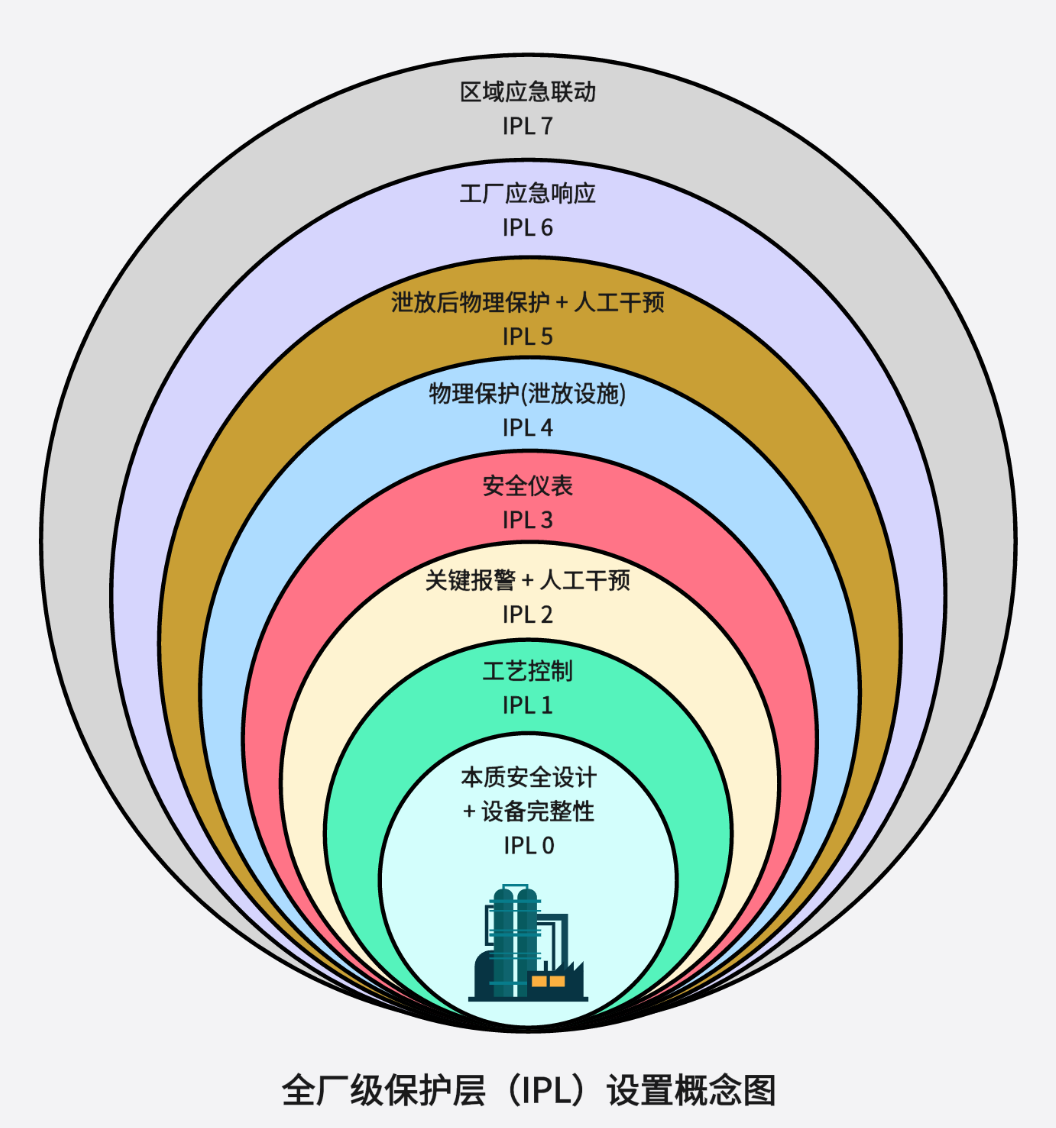 区域应急联动
IPL 7
工厂应急响应
IPL 6
泄放后物理保护 + 人工干预
IPL 5
物理保护(泄放设施)
IPL 4
安全仪表
IPL 3
关键报警 + 人工干预
IPL 2
工艺控制
IPL 1
本质安全设计
+ 设备完整性
IPL 0
全厂级保护层（IPL）设置概念图